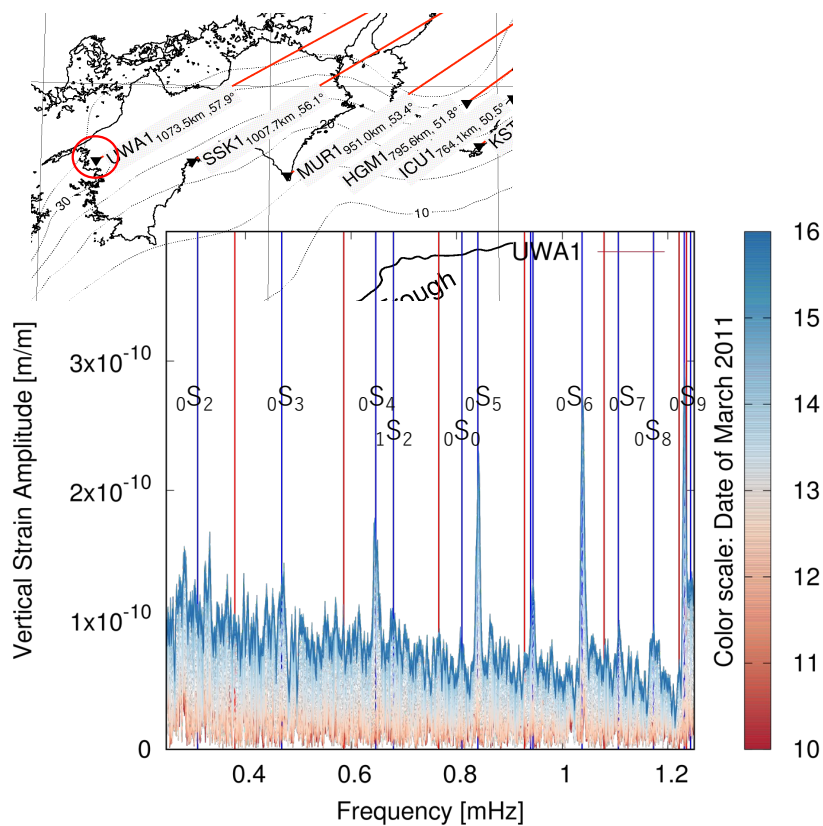 UWA1 1073.5km ,57.9°
SSK1 1007.7km ,56.1°
MUR1 951.0km ,53.4°
HGM1 795.6km ,51.8°
ICU1 764.1km ,50.5°
KS
20
30
10
rough
UWA1
Vertical Strain Amplitude [m/m]
3x10-10
2x10-10
1x10-10
0
0S2
0S3
0S4
1S2
0S0
0S5
0S6
0S7
0S8
0S9
0.4
0.6
0.8
1
1.2
Frequency [mHz]
Color scale: Date of March 2011
16
15
14
13
12
11
10